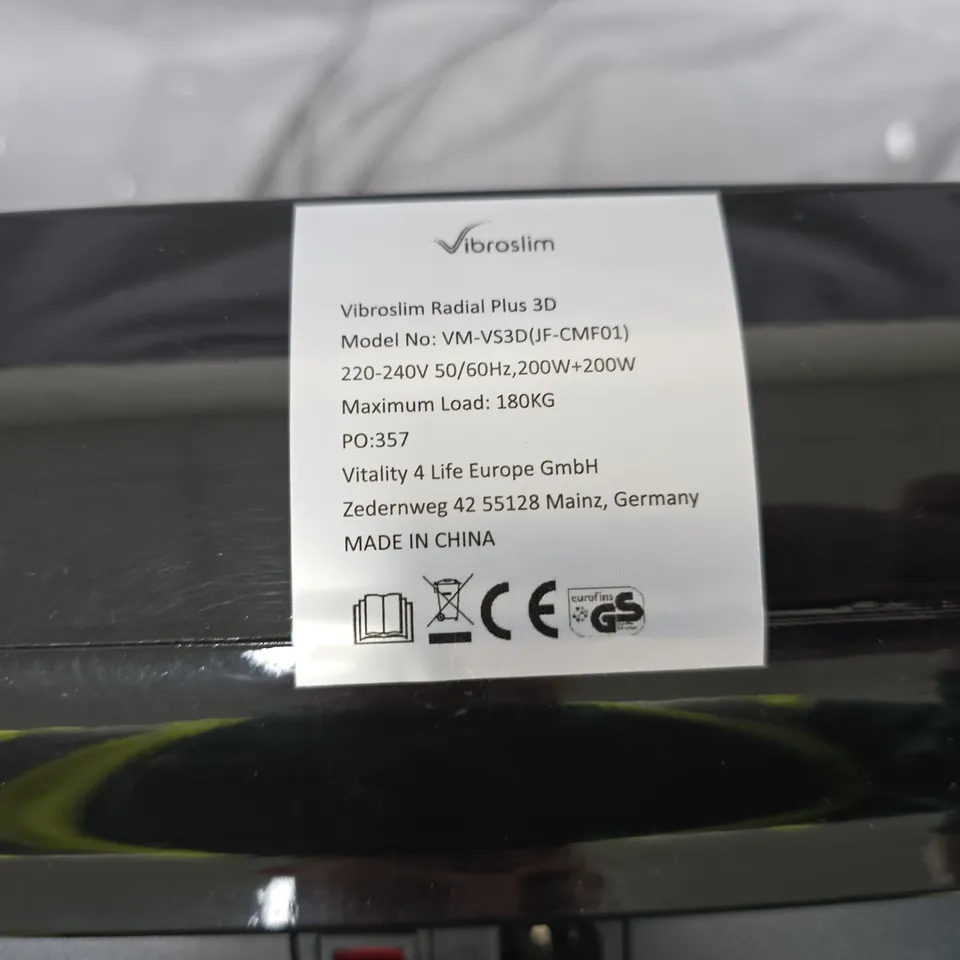 Vibroslim
Vibroslim Radial Plus 3D
Model No: VM-VS3D(JF-CMF01)
220-240V 50/60Hz,200W+200W
Maximum Load: 180KG
PO:357
Vitality 4 Life Europe GmbH
Zedernweg 42 55128 Mainz, Germany
MADE IN CHINA
CE eurofins GS